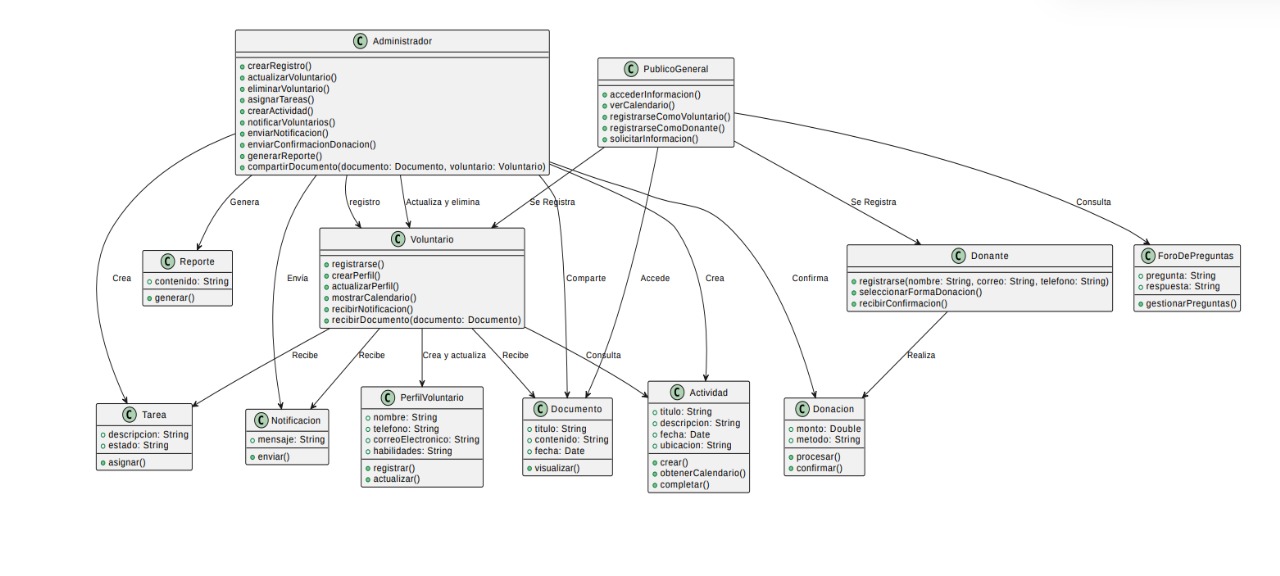 C Administrador
crearRegistro()
actualizarVoluntario()
eliminarVoluntario()
asignarTareas()
crearActividad()
notificarVoluntarios()
enviarNotificacion()
enviarConfirmacionDonacion()
generarReporte()
compartirDocumento(documento: Documento, voluntario: Voluntario)
C PublicoGeneral
accederInformacion()
verCalendario()
registrarseComoVoluntario()
registrarseComoDonante()
solicitarInformacion()
Genera
registro
Actualiza y elimina
Se Registra
Se Registra
Consulta
C Voluntario
registrarse()
crearPerfil()
actualizarPerfil()
mostrarCalendario()
recibirNotificacion()
recibirDocumento(documento: Documento)
C Reporte
contenido: String
generar()
C Donante
registrarse(nombre: String, correo: String, telefono: String)
seleccionarFormaDonacion()
recibirConfirmacion()
C ForoDePreguntas
pregunta: String
respuesta: String
gestionarPreguntas()
Crea
Envia
Comparte
Accede
Crea
Confirma
Recibe
Recibe
Crea y actualiza
Recibe
Consulta
Realiza
C Tarea
descripcion: String
estado: String
asignar()
C Notificacion
mensaje: String
enviar()
C PerfilVoluntario
nombre: String
telefono: String
correoElectronico: String
habilidades: String
registrar()
actualizar()
C Documento
titulo: String
contenido: String
fecha: Date
visualizar()
C Actividad
titulo: String
descripcion: String
fecha: Date
ubicacion: String
crear()
obtenerCalendario()
completar()
C Donacion
monto: Double
metodo: String
procesar()
confirmar()